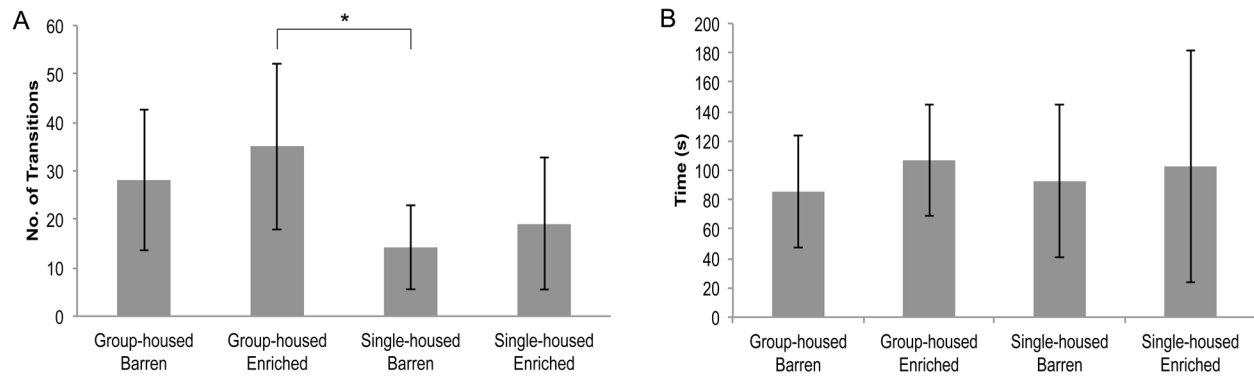 A
No. of Transitions
60
50
40
30
20
10
0
*
Group-housed
Barren
Group-housed
Enriched
Single-housed
Barren
Single-housed
Enriched
B
Time (s)
200
180
160
140
120
100
80
60
40
20
0
Group-housed
Barren
Group-housed
Enriched
Single-housed
Barren
Single-housed
Enriched